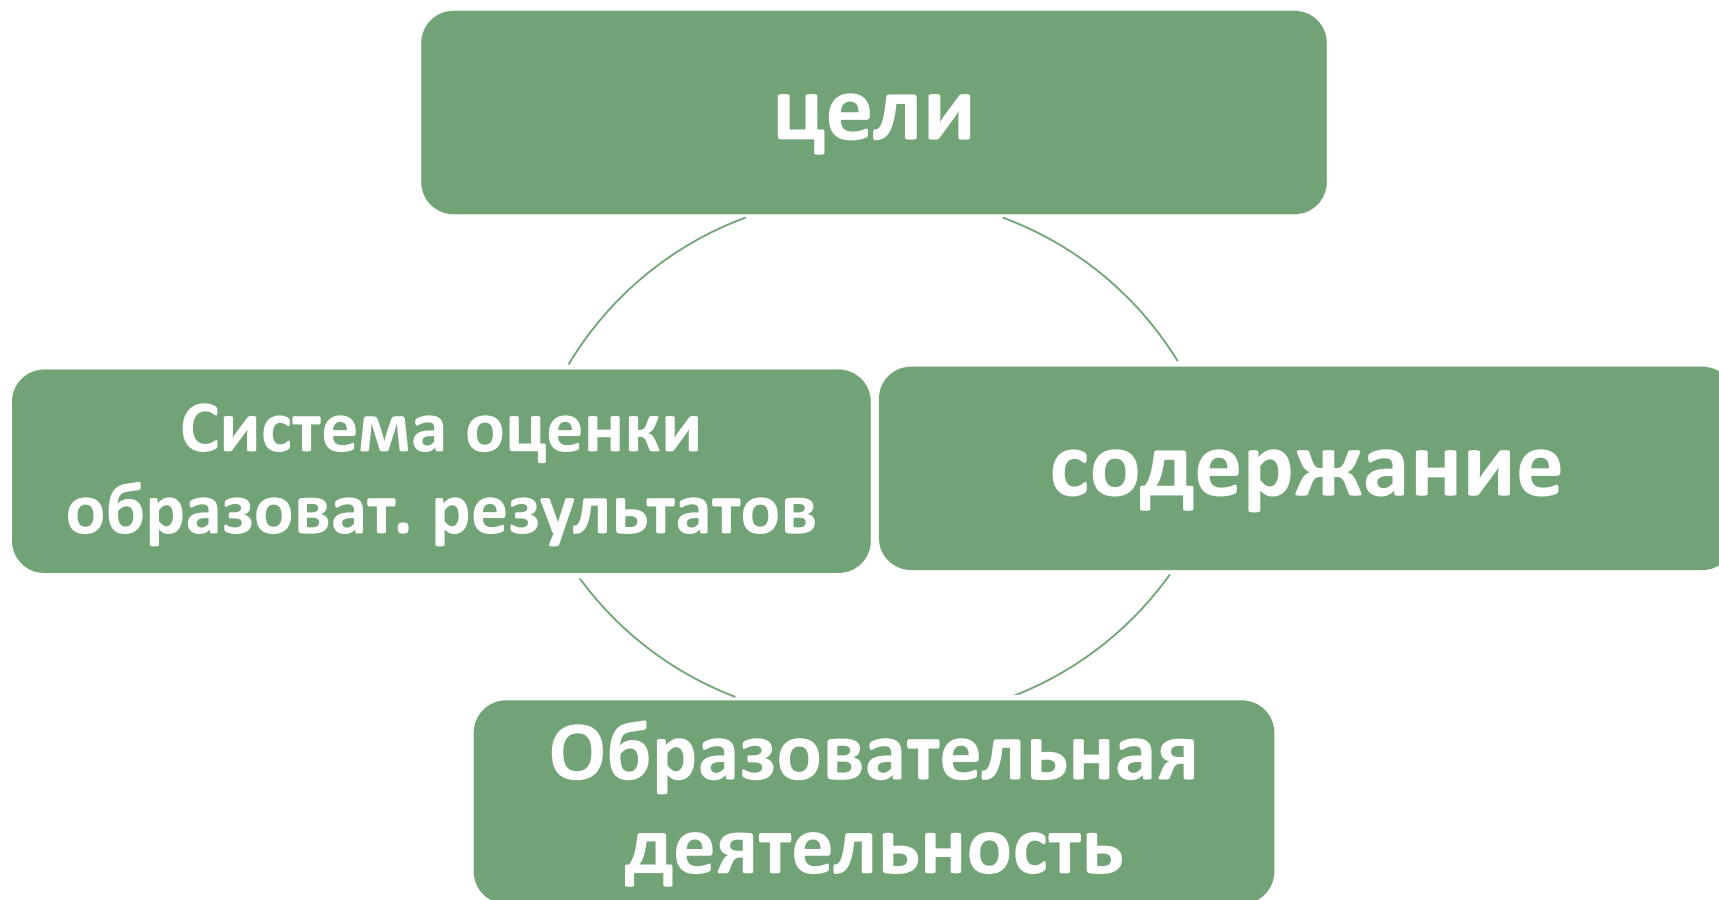 цели
Система оценки
образоват. результатов
содержание
Образовательная
деятельность